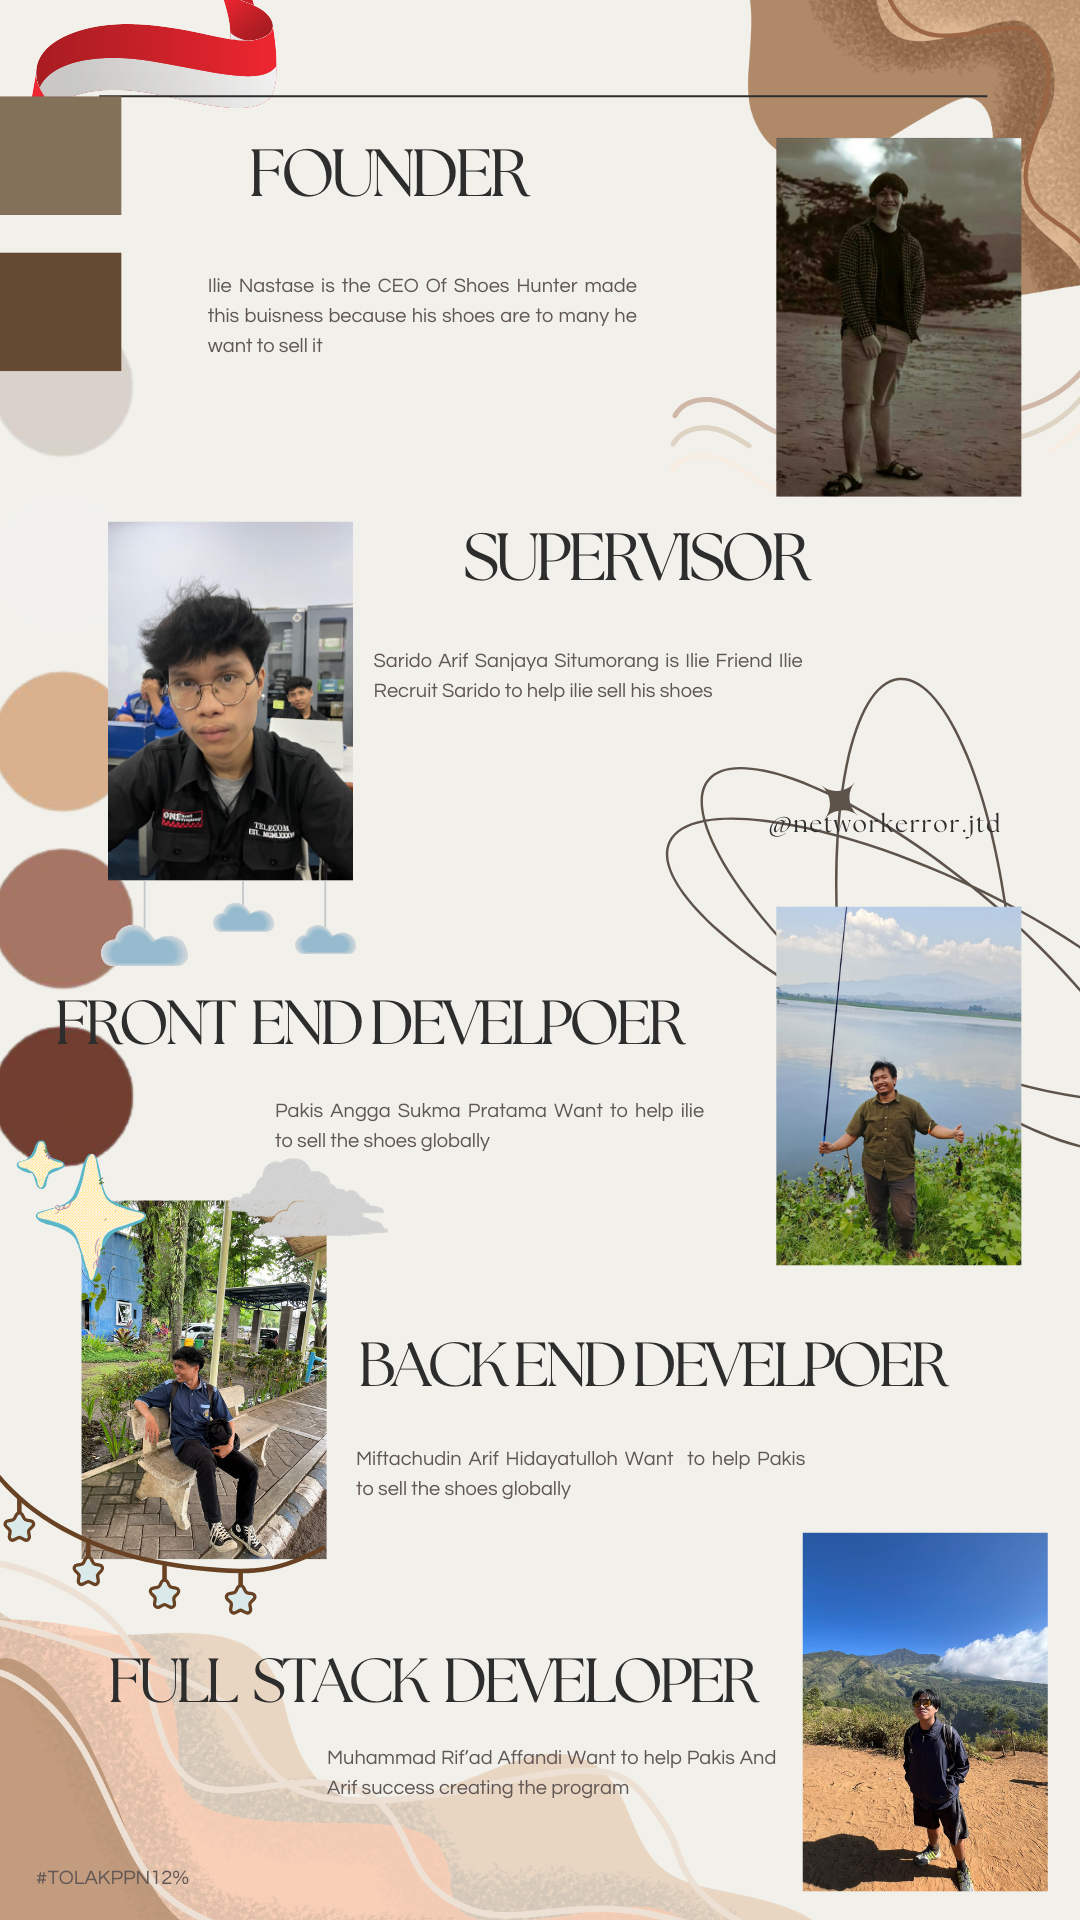 FOUNDER
Ilie Nastase is the CEO Of Shoes Hunter made
this buisness because his shoes are to many he
want to sell it
SUPERVISOR
Sarido Arif Sanjaya Situmorang is Ilie Friend Ilie
Recruit Sarido to help ilie sell his shoes
ONE
TELECOM
@networkerror.jtd
FRONT END DEVELPOER
Pakis Angga Sukma Pratama Want to help ilie
to sell the shoes globally
BACK END DEVELPOER
Miftachudin Arif Hidayatulloh Want to help Pakis
to sell the shoes globally
FULL STACK DEVELOPER
Muhammad Rif'ad Affandi Want to help Pakis And
Arif success creating the program
#TOLAKPPN12%